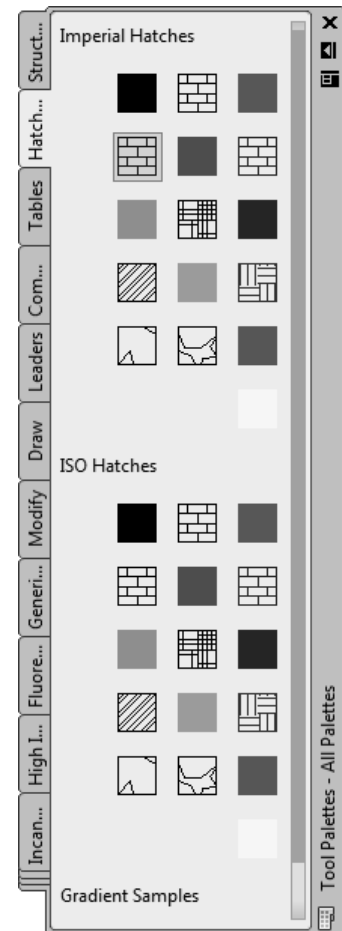 Imperial Hatches
ISO Hatches
Gradient Samples
Struct...
Hatch...
Tables
Com...
Leaders
Draw
Modify
Generi...
Fluore...
High I...
Incan...
Tool Palettes - All Palettes